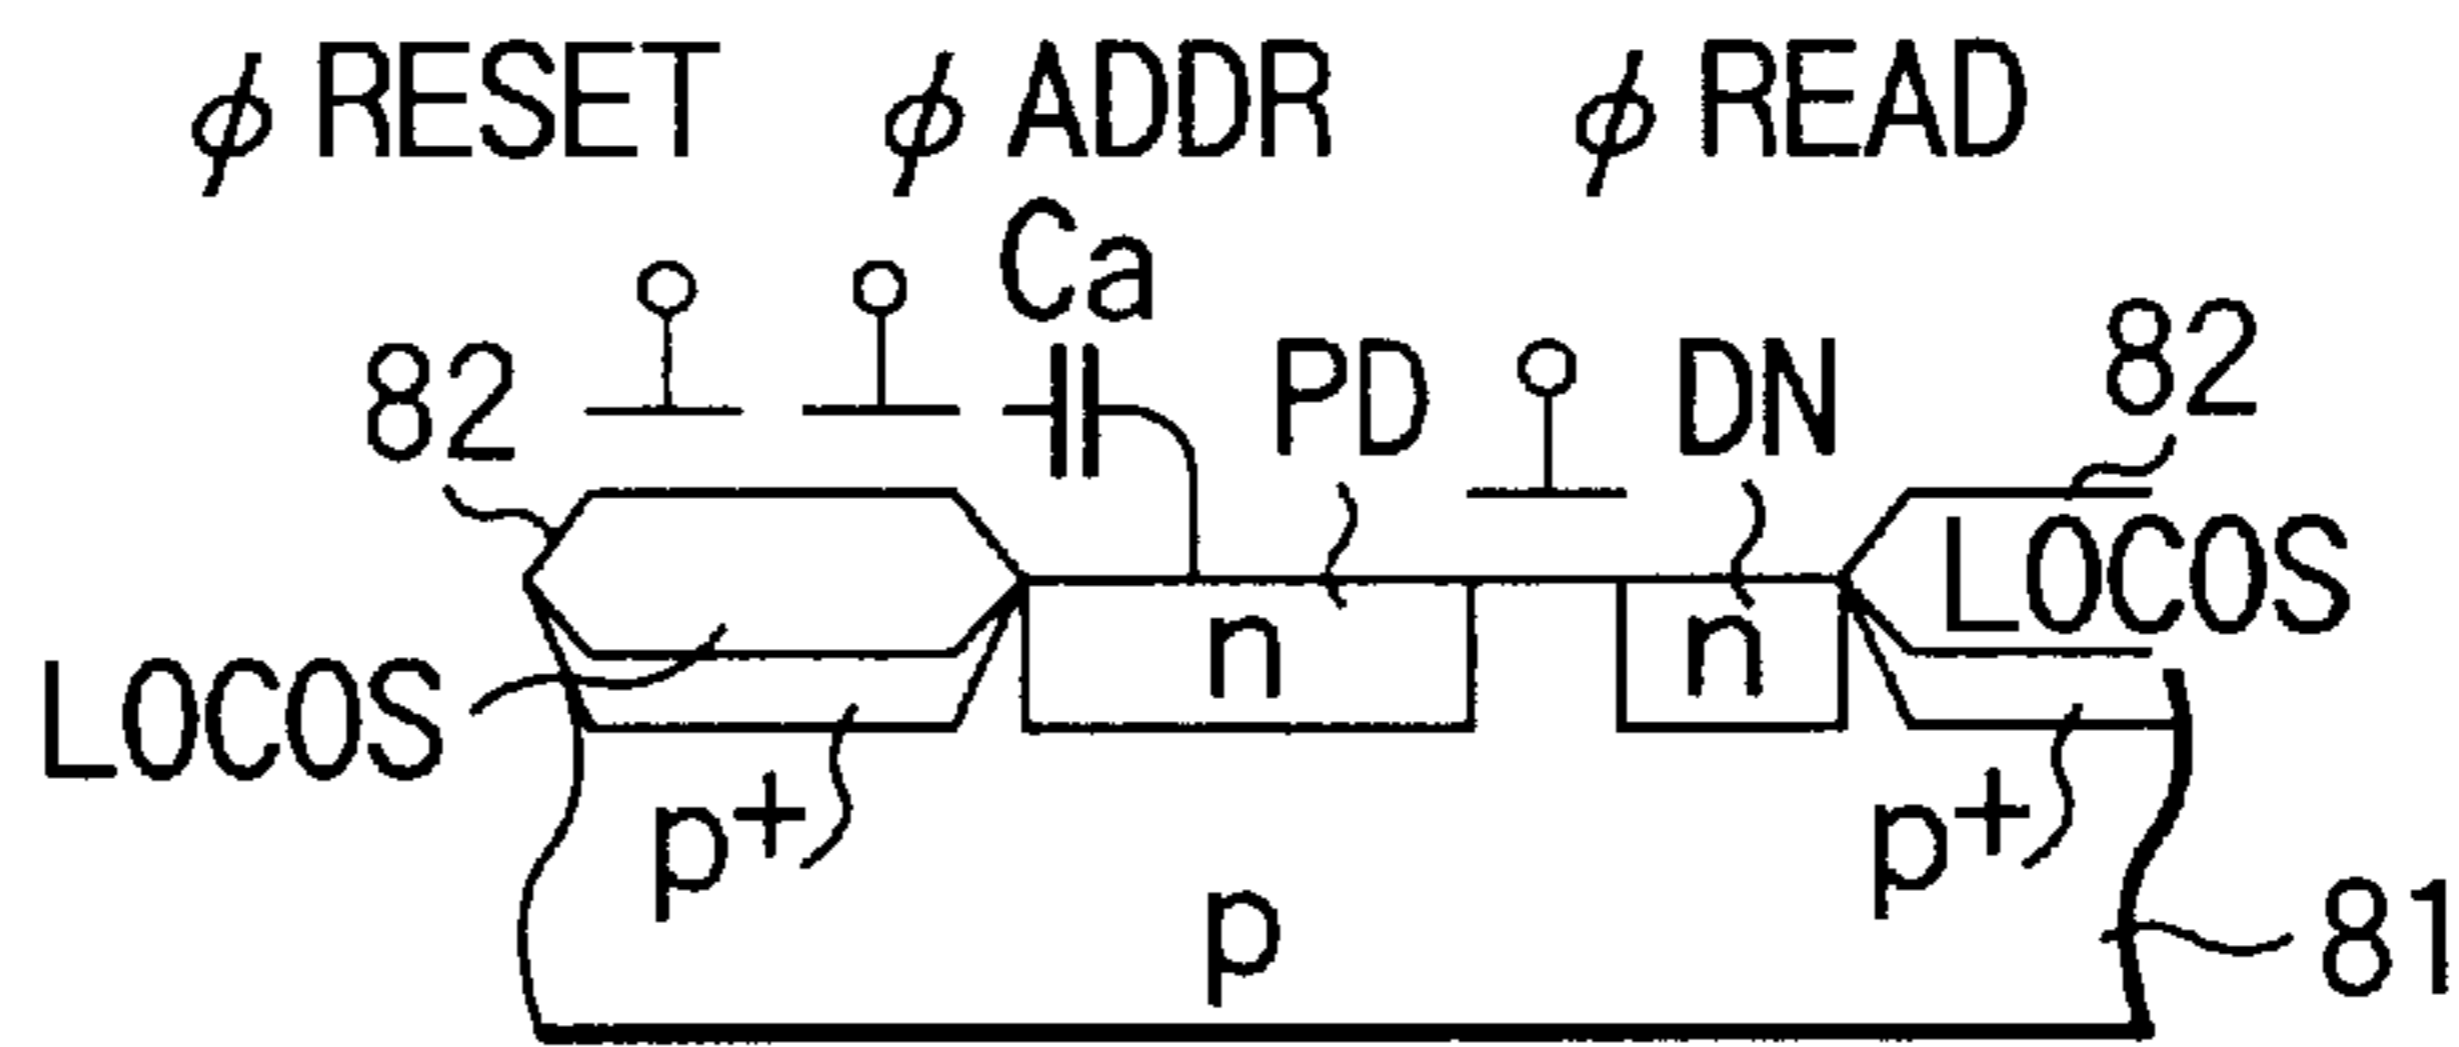 φ RESET φ ADDR φ READ
Ca
82 PD DN 82
LOCOS
n n
LOCOS
p+ p+
p
81